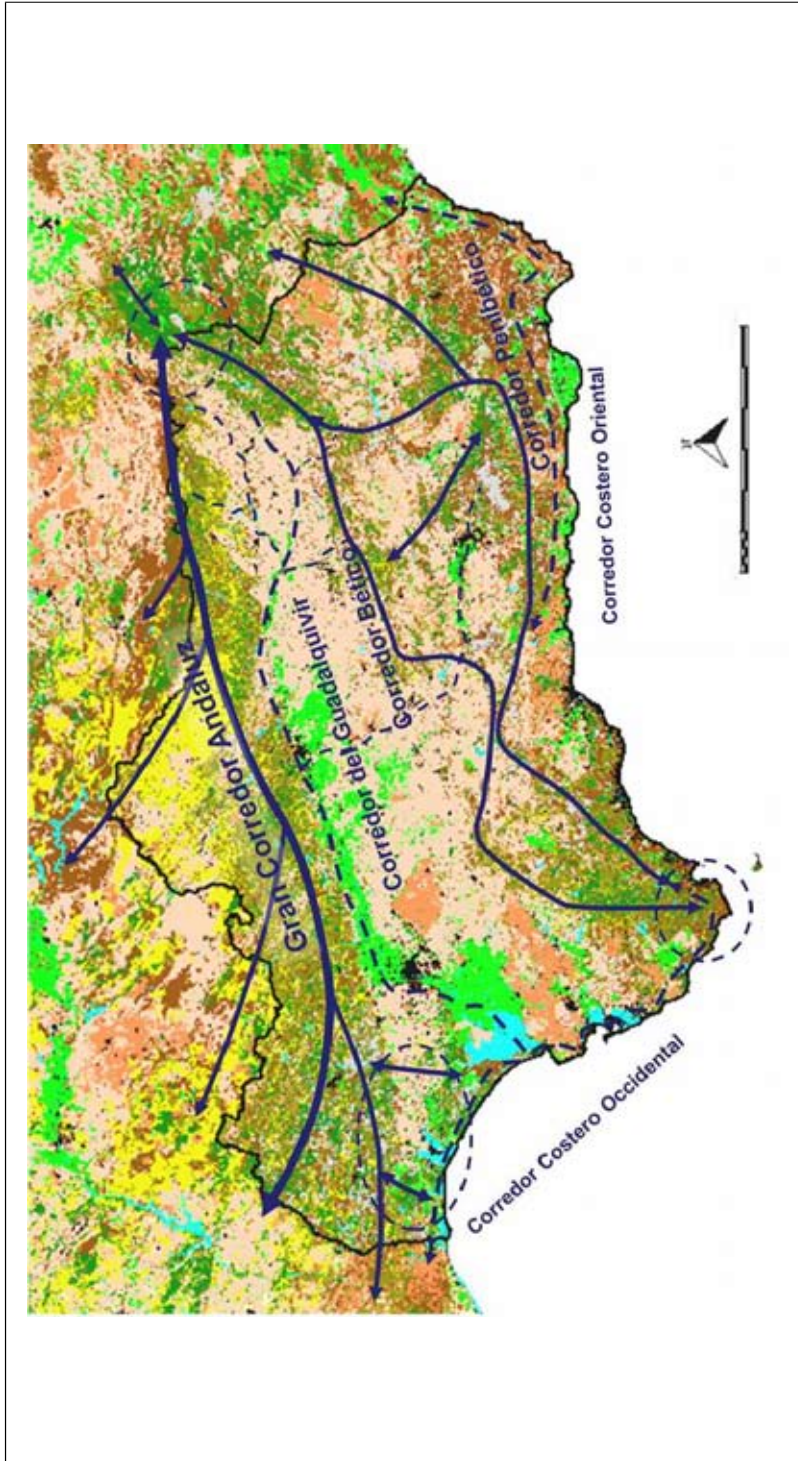 Gran Corredor Andaluz
Corredor del Guadalquivir
Corredor Bético
Corredor Penibético
Corredor Costero Oriental
Corredor Costero Occidental